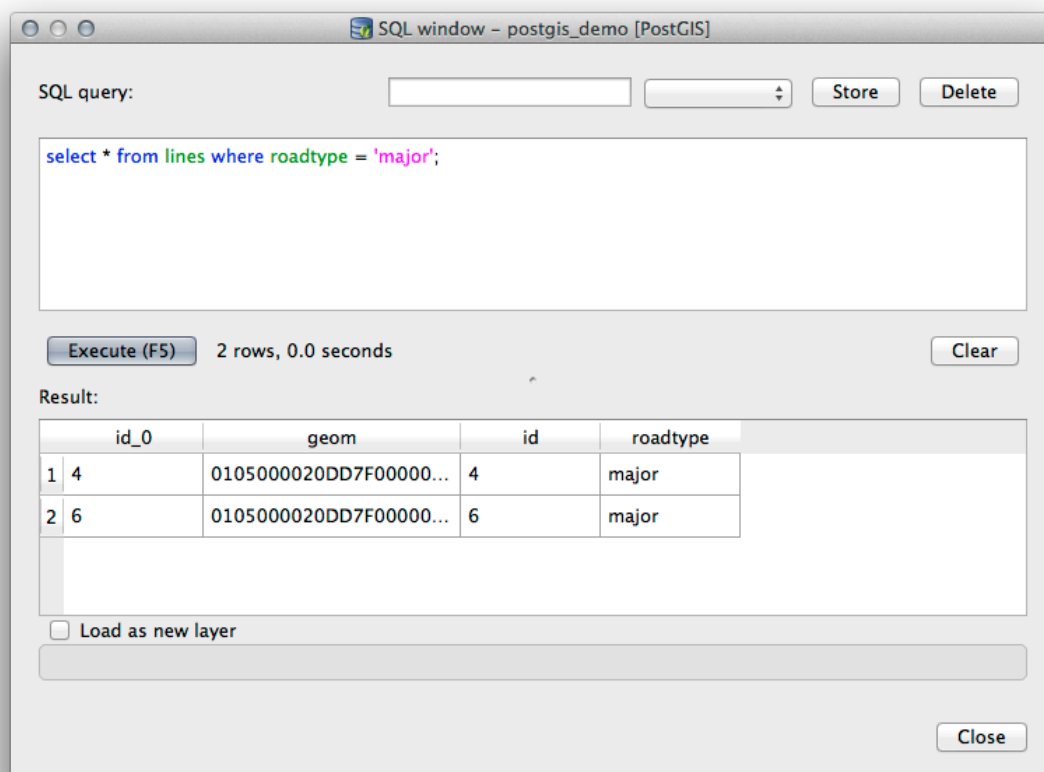 SQL window – postgis_demo [PostGIS]
SQL query: Store Delete
select * from lines where roadtype = 'major';
Execute (F5) 2 rows, 0.0 seconds Clear
Result:
id_0 geom id roadtype
1 4 0105000020DD7F00000... 4 major
2 6 0105000020DD7F00000... 6 major
Load as new layer
Close